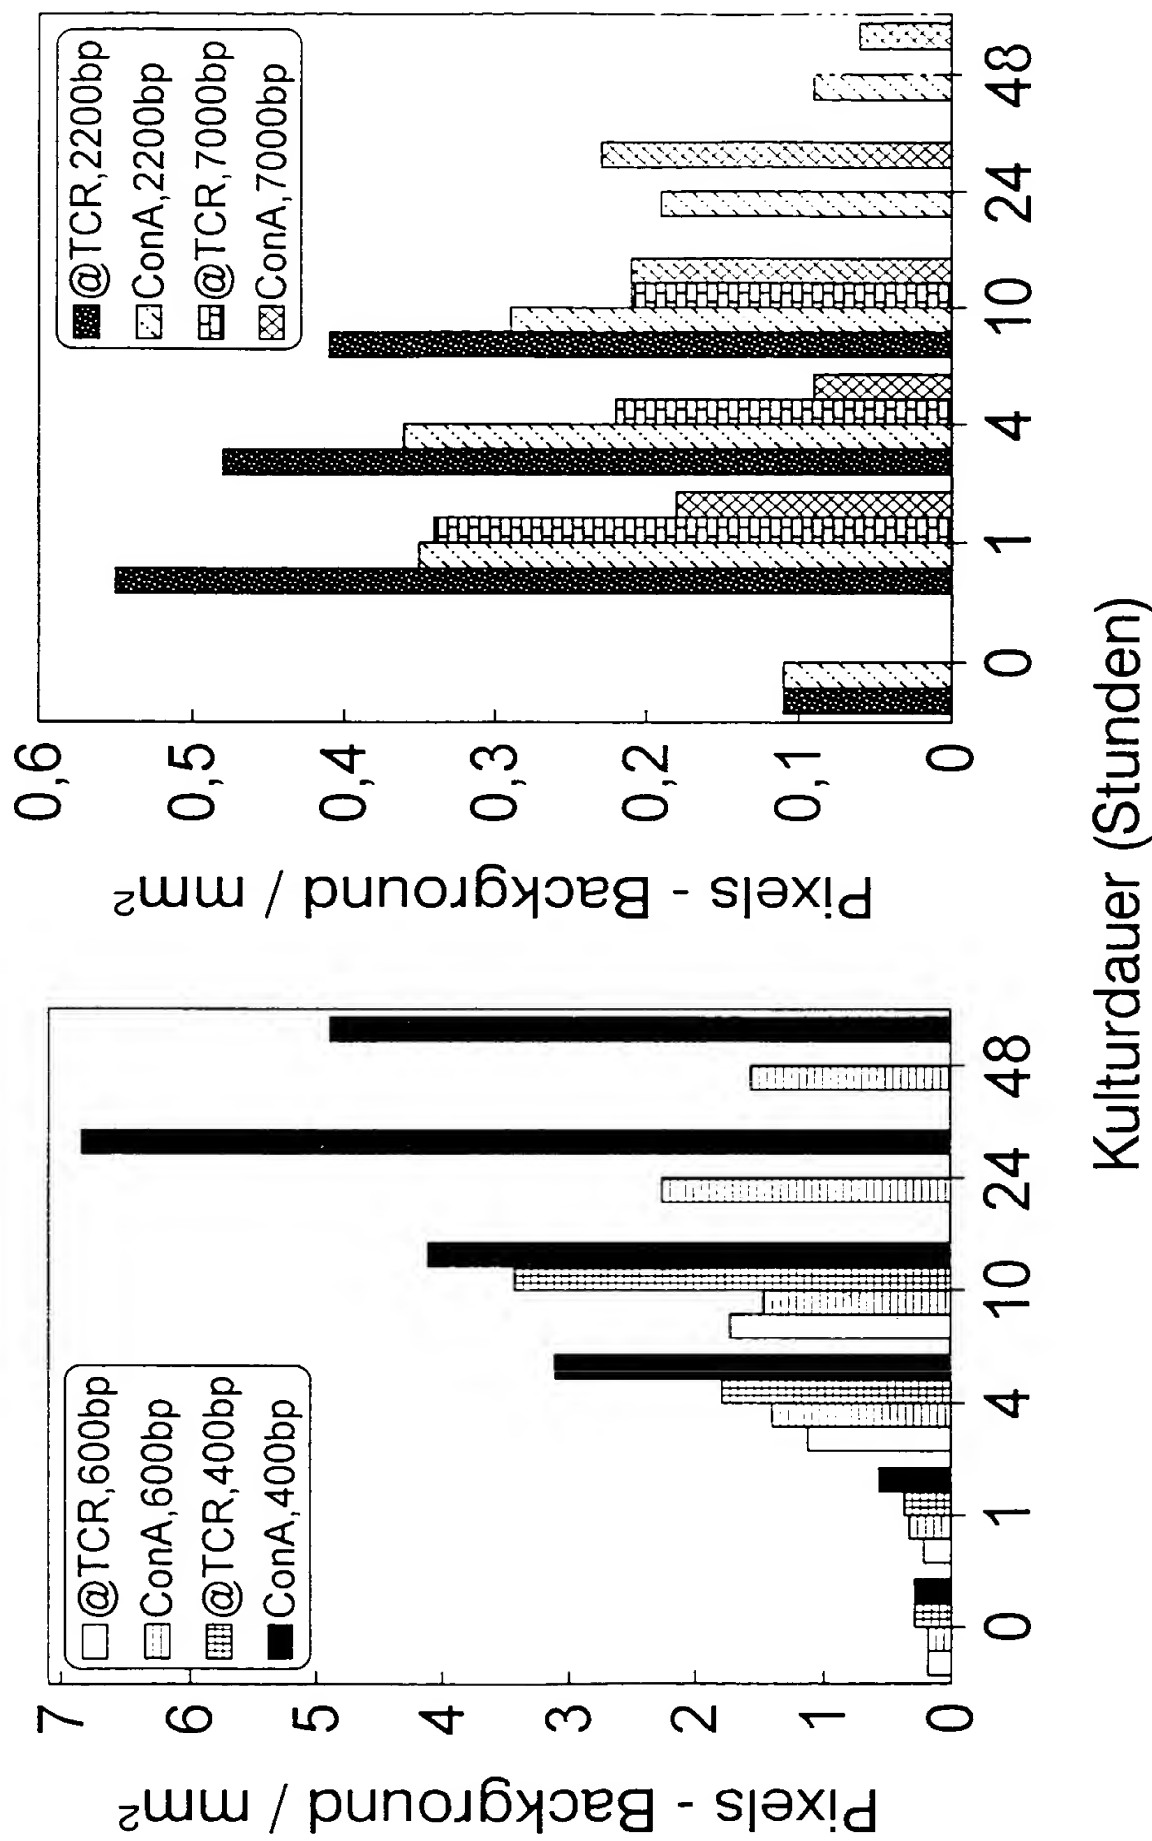 Pixels - Background / mm²
7
6
5
4
3
2
1
0
@TCR,600bp
ConA,600bp
@TCR,400bp
ConA,400bp
0 1 4 10 24 48
Pixels - Background / mm²
0,6
0,5
0,4
0,3
0,2
0,1
0
@TCR,2200bp
ConA,2200bp
@TCR,7000bp
ConA,7000bp
0 1 4 10 24 48
Kulturdauer (Stunden)